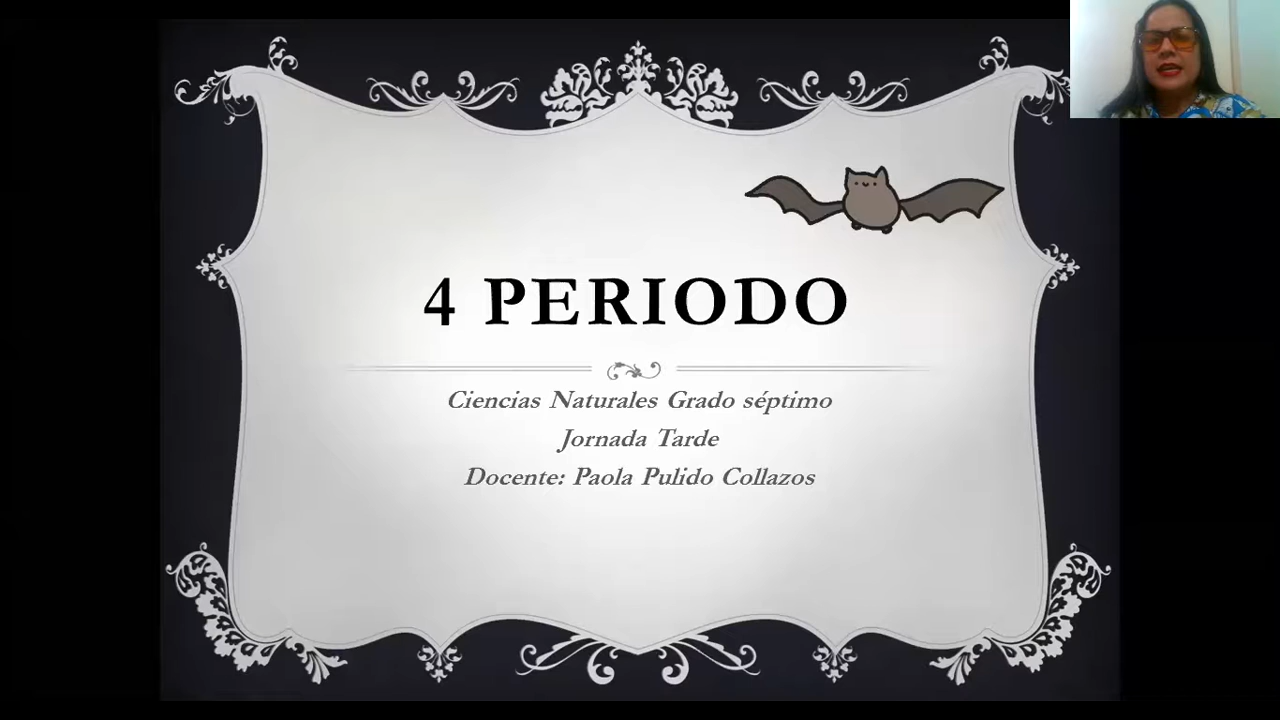 4 PERIODO
Ciencias Naturales Grado séptimo
Jornada Tarde
Docente: Paola Pulido Collazos